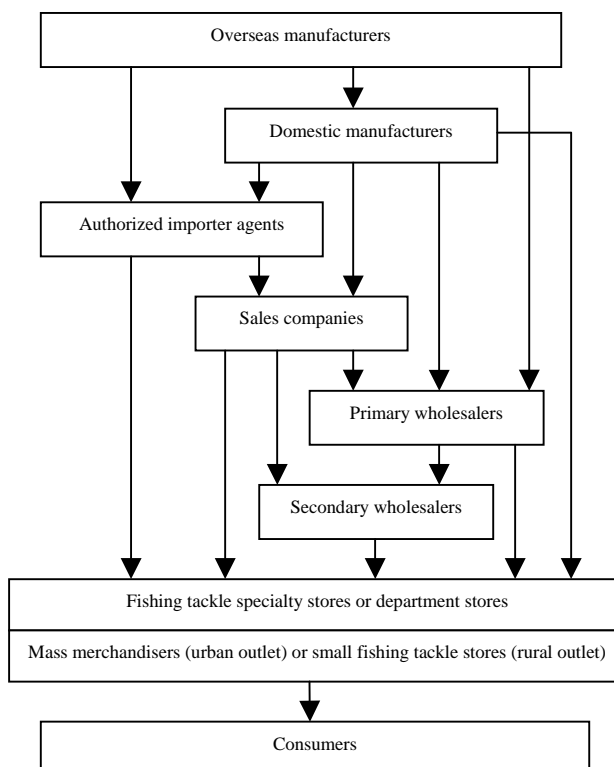 Overseas manufacturers
Domestic manufacturers
Authorized importer agents
Sales companies
Primary wholesalers
Secondary wholesalers
Fishing tackle specialty stores or department stores
Mass merchandisers (urban outlet) or small fishing tackle stores (rural outlet)
Consumers